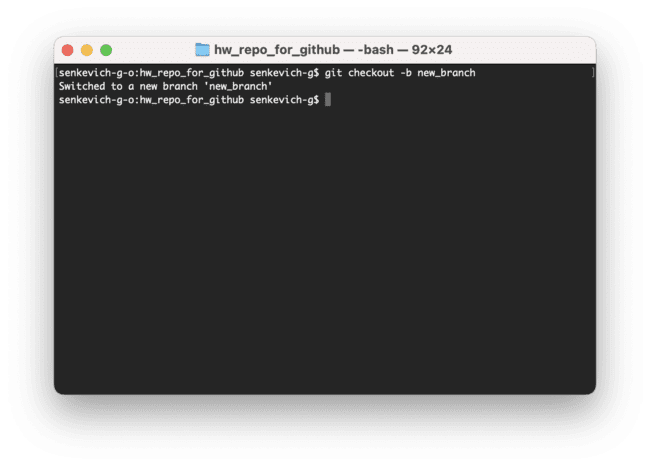 hw_repo_for_github — -bash — 92×24
[senkevich-g-o:hw_repo_for_github senkevich-g$ git checkout -b new_branch ]
Switched to a new branch 'new_branch'
senkevich-g-o:hw_repo_for_github senkevich-g$